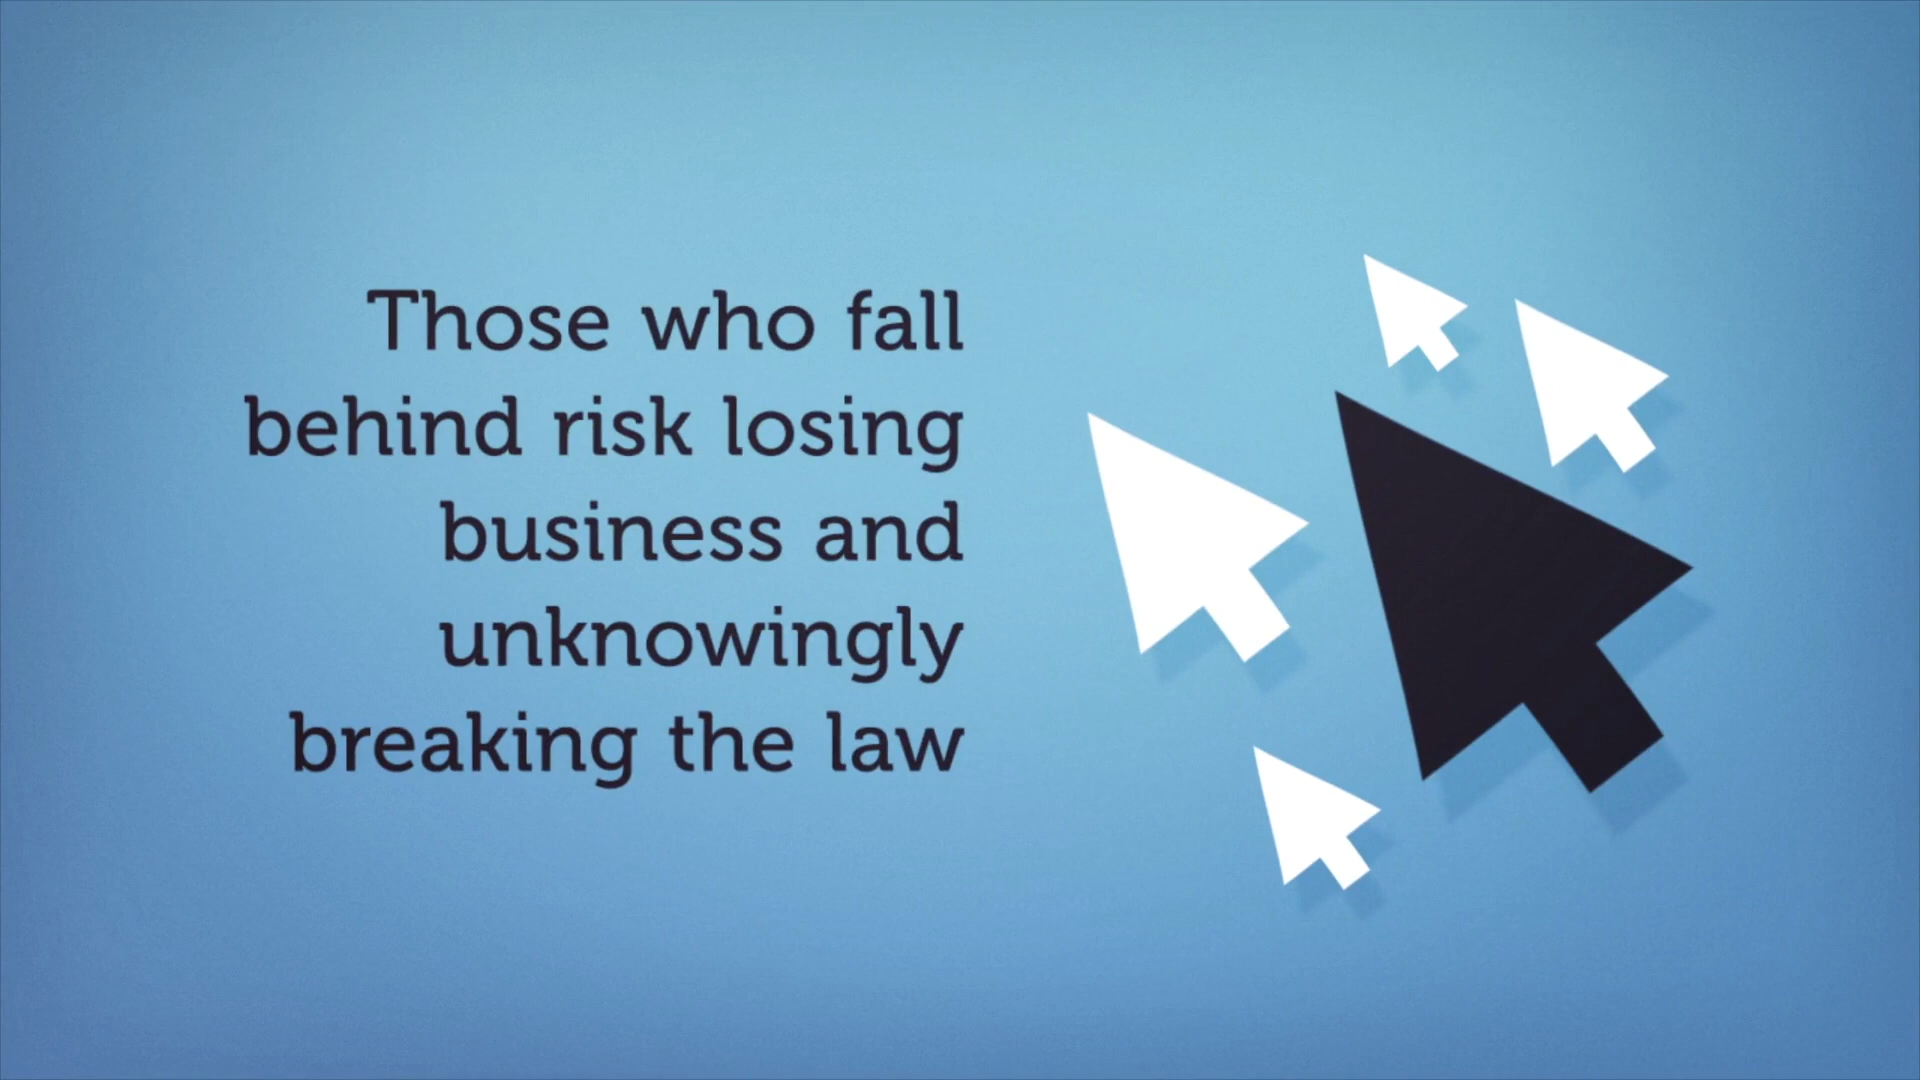 Those who fall
behind risk losing
business and
unknowingly
breaking the law